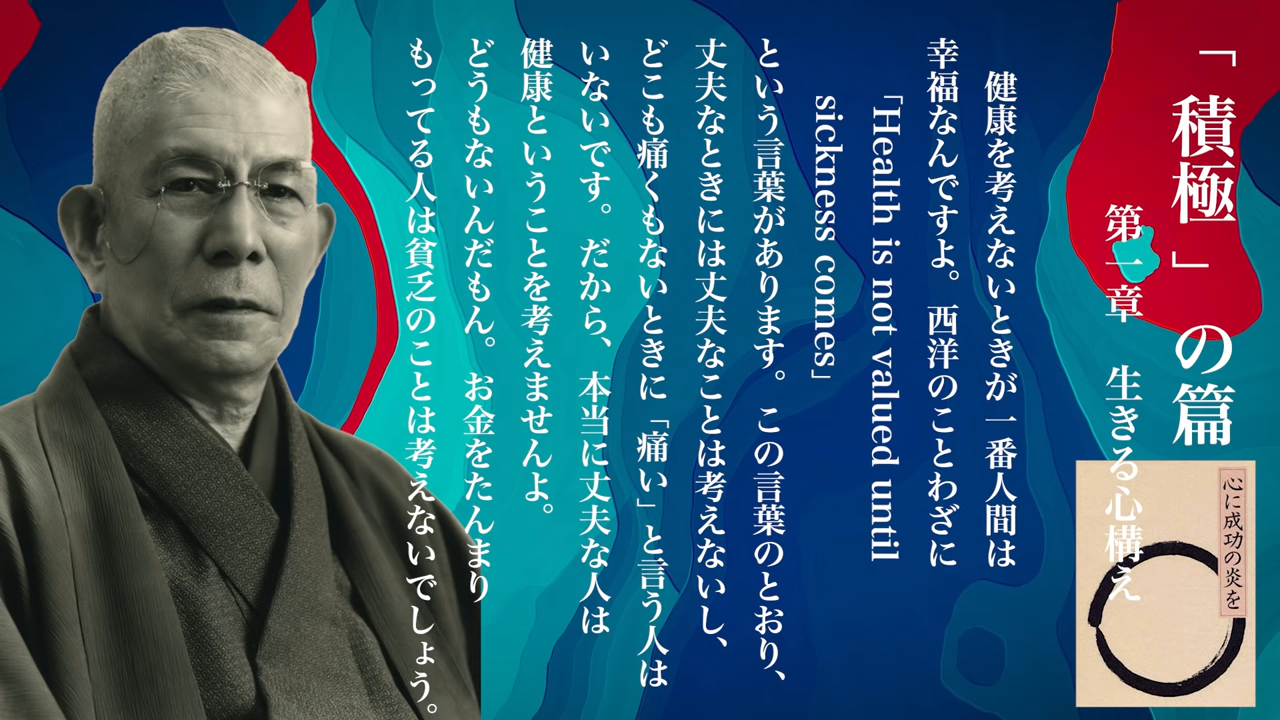 「積極」の篇
第一章　生きる心構え
心に成功の炎を
健康を考えないときが一番人間は
幸福なんですよ。西洋のことわざに
「Health is not valued until
sickness comes」
という言葉があります。この言葉のとおり、
丈夫なときには丈夫なことは考えないし、
どこも痛くもないときに「痛い」と言う人は
いないです。だから、本当に丈夫な人は
健康ということを考えませんよ。
どうもないんだもん。お金をたんまり
もってる人は貧乏のことは考えないでしょう。